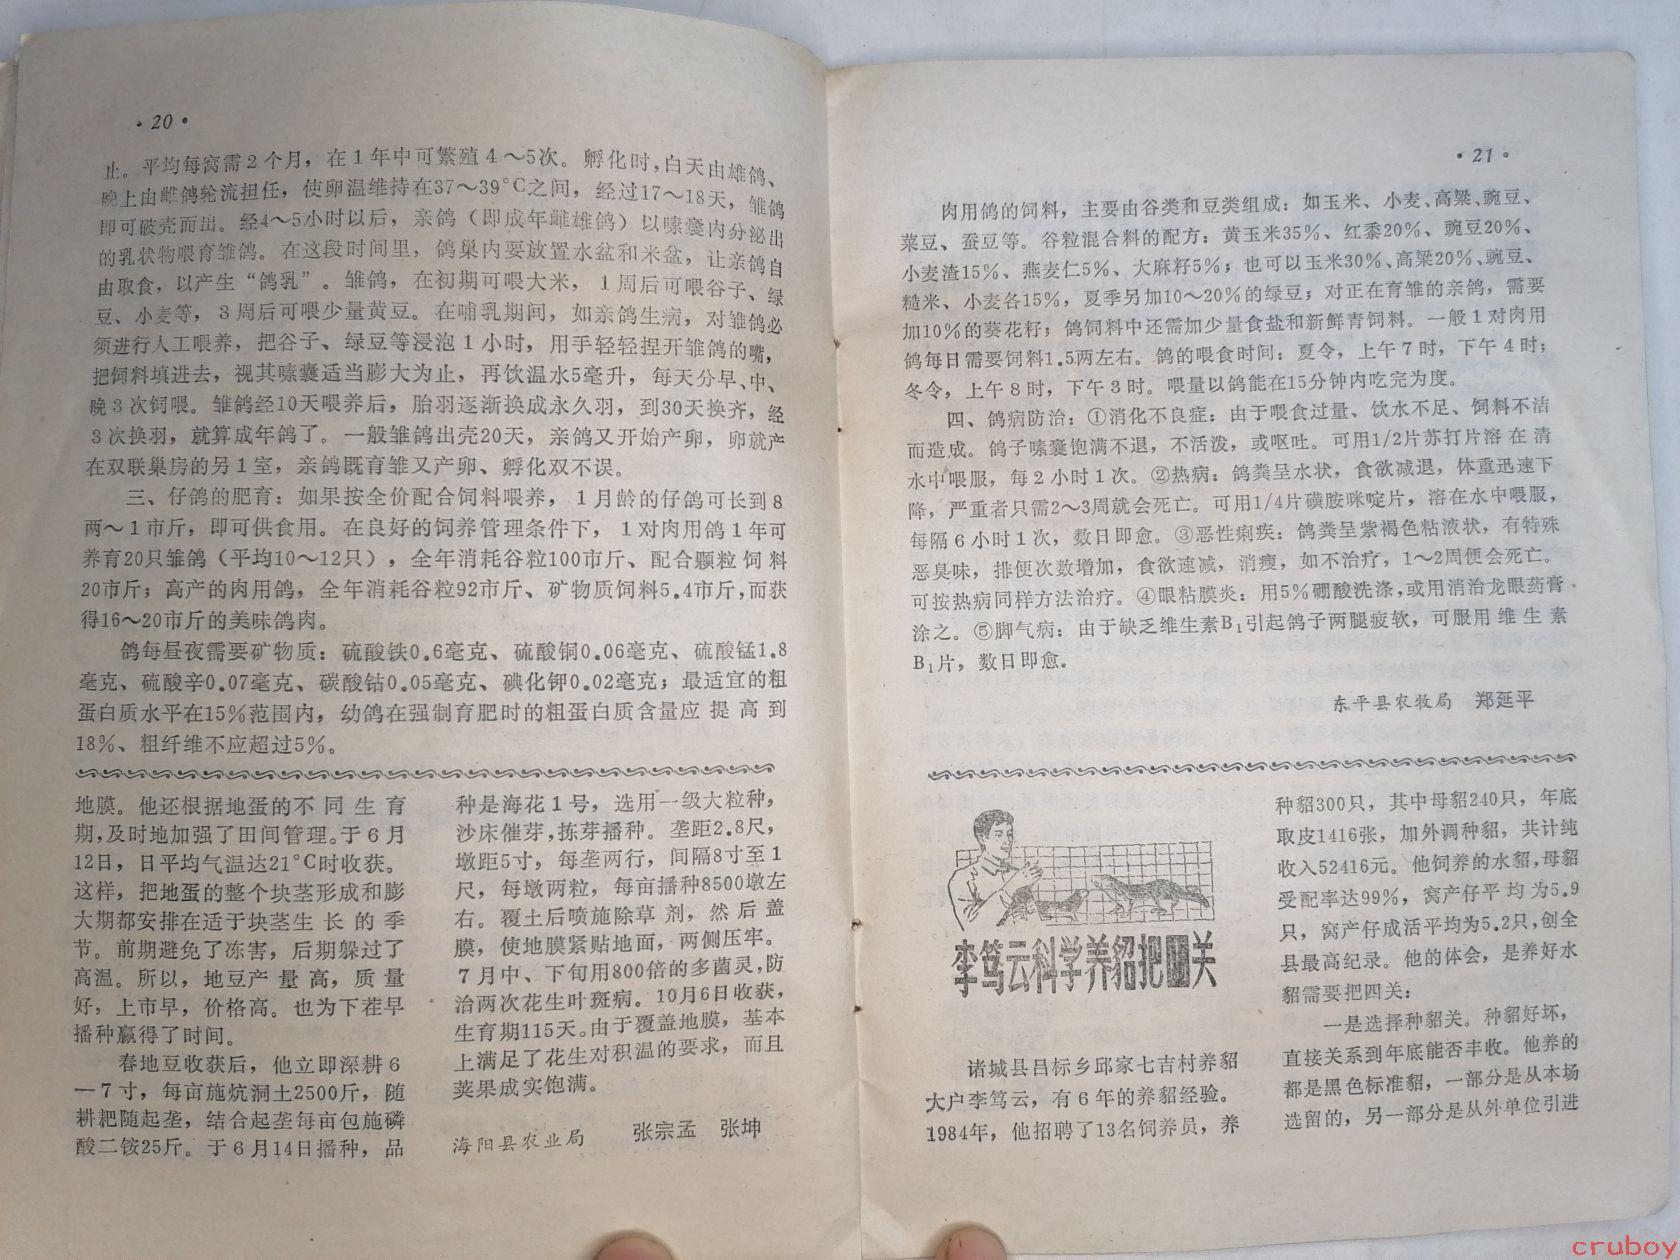 ·20·
止。平均每窝需2个月，在1年中可繁殖4～5次。孵化时，白天由雄鸽、
晚上由雌鸽轮流担任，使卵温维持在37～39°C之间，经过17～18天，雏鸽
即可破壳而出。经4～5小时以后，亲鸽（即成年雌雄鸽）以嗉囊内分泌出
的乳状物喂育雏鸽。在这段时间里，鸽巢内要放置水盆和米盆，让亲鸽自
由取食，以产生“鸽乳”。雏鸽，在初期可喂大米，1周后可喂谷子、绿
豆、小麦等，3周后可喂少量黄豆。在哺乳期间，如亲鸽生病，对雏鸽必
须进行人工喂养，把谷子、绿豆等浸泡1小时，用手轻轻捏开雏鸽的嘴，
把饲料填进去，视其嗉囊适当膨大为止，再饮温水5毫升，每天分早、中、
晚3次饲喂。雏鸽经10天喂养后，胎羽逐渐换成永久羽，到30天换齐，经
3次换羽，就算成年鸽了。一般雏鸽出壳20天，亲鸽又开始产卵，卵就产
在双联巢房的另1室，亲鸽既育雏又产卵、孵化双不误。
三、仔鸽的肥育：如果按全价配合饲料喂养，1月龄的仔鸽可长到8
两～1市斤，即可供食用。在良好的饲养管理条件下，1对肉用鸽1年可
养育20只雏鸽（平均10～12只），全年消耗谷粒100市斤、配合颗粒饲料
20市斤；高产的肉用鸽，全年消耗谷粒92市斤、矿物质饲料5.4市斤，而获
得16～20市斤的美味鸽肉。
鸽每昼夜需要矿物质：硫酸铁0.6毫克、硫酸铜0.06毫克、硫酸锰1.8
毫克、硫酸辛0.07毫克、碳酸钴0.05毫克、碘化钾0.02毫克；最适宜的粗
蛋白质水平在15%范围内，幼鸽在强制育肥时的粗蛋白质含量应提高到
18%、粗纤维不应超过5%。
地膜。他还根据地蛋的不同生育
期，及时地加强了田间管理。于6月
12日，日平均气温达21°C时收获。
这样，把地蛋的整个块茎形成和膨
大期都安排在适于块茎生长的季
节。前期避免了冻害，后期躲过了
高温。所以，地豆产量高，质量
好，上市早，价格高。也为下茬早
播种赢得了时间。
春地豆收获后，他立即深耕6
—7寸，每亩施炕洞土2500斤，随
耕耙随起垄，结合起垄每亩包施磷
酸二铵25斤。于6月14日播种，品
种是海花1号，选用一级大粒种，
沙床催芽，拣芽播种。垄距2.8尺，
墩距5寸，每垄两行，间隔8寸至1
尺，每墩两粒，每亩播种8500墩左
右。覆土后喷施除草剂，然后盖
膜，使地膜紧贴地面，两侧压牢。
7月中、下旬用800倍的多菌灵，防
治两次花生叶斑病。10月6日收获，
生育期115天。由于覆盖地膜，基本
上满足了花生对积温的要求，而且
荚果成实饱满。
海阳县农业局 张宗孟 张坤
·21·
肉用鸽的饲料，主要由谷类和豆类组成：如玉米、小麦、高粱、豌豆、
菜豆、蚕豆等。谷粒混合料的配方：黄玉米35%、红黍20%、豌豆20%、
小麦渣15%、燕麦仁5%、大麻籽5%；也可以玉米30%、高粱20%、豌豆、
糙米、小麦各15%，夏季另加10～20%的绿豆；对正在育雏的亲鸽，需要
加10%的葵花籽；鸽饲料中还需加少量食盐和新鲜青饲料。一般1对肉用
鸽每日需要饲料1.5两左右。鸽的喂食时间：夏令，上午7时，下午4时；
冬令，上午8时，下午3时。喂量以鸽能在15分钟内吃完为度。
四、鸽病防治：①消化不良症：由于喂食过量、饮水不足、饲料不洁
而造成。鸽子嗉囊饱满不退，不活泼，或呕吐。可用1/2片苏打片溶在清
水中喂服，每2小时1次。②热病：鸽粪呈水状，食欲减退，体重迅速下
降，严重者只需2～3周就会死亡。可用1/4片磺胺咪啶片，溶在水中喂服，
每隔6小时1次，数日即愈。③恶性痢疾：鸽粪呈紫褐色粘液状，有特殊
恶臭味，排便次数增加，食欲速减，消瘦，如不治疗，1～2周便会死亡。
可按热病同样方法治疗。④眼粘膜炎：用5%硼酸洗涤，或用消治龙眼药膏
涂之。⑤脚气病：由于缺乏维生素B₁引起鸽子两腿疲软，可服用维生素
B₁片，数日即愈。
东平县农牧局 郑延平
李笃云科学养貂把四关
诸城县吕标乡邱家七吉村养貂
大户李笃云，有6年的养貂经验。
1984年，他招聘了13名饲养员，养
种貂300只，其中母貂240只，年底
取皮1416张，加外调种貂，共计纯
收入52416元。他饲养的水貂，母貂
受配率达99%，窝产仔平均为5.9
只，窝产仔成活平均为5.2只，创全
县最高纪录。他的体会，是养好水
貂需要把四关：
一是选择种貂关。种貂好坏，
直接关系到年底能否丰收。他养的
都是黑色标准貂，一部分是从本场
选留的，另一部分是从外单位引进
cruboy